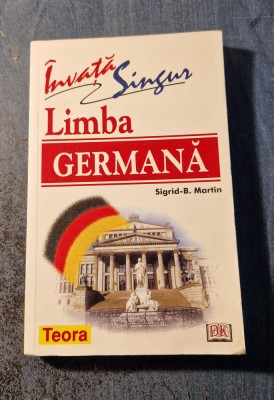 Învață
Singur
Limba
GERMANĂ
Sigrid-B. Martin
Teora
DK